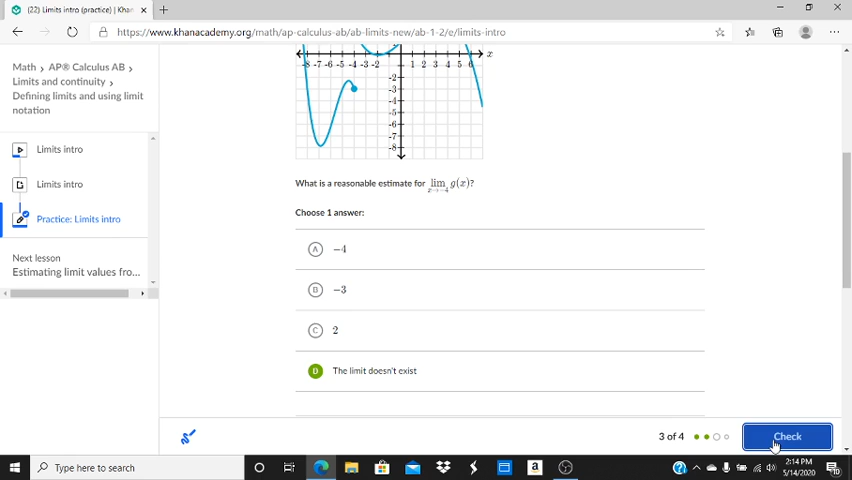 (22) Limits intro (practice) | Khan
https://www.khanacademy.org/math/ap-calculus-ab/ab-limits-new/ab-1-2/e/limits-intro
Math > AP® Calculus AB >
Limits and continuity >
Defining limits and using limit
notation
Limits intro
Limits intro
Practice: Limits intro
Next lesson
Estimating limit values fro...
-8 -7 -6 -5 -4 -3 -2 1 2 3 4 5 6 x
-2
-3
-4
-5
-6
-7
-8
What is a reasonable estimate for lim x→-4 g(x)?
Choose 1 answer:
A −4
B −3
C 2
D The limit doesn't exist
3 of 4
Check
Type here to search
2:14 PM
5/14/2020